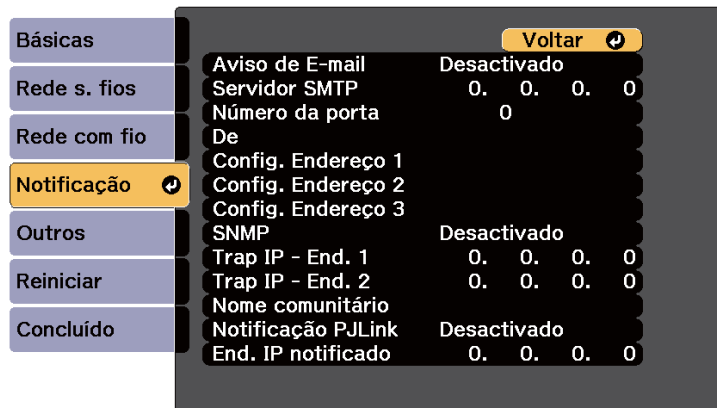 Básicas
Rede s. fios
Rede com fio
Notificação
Outros
Reiniciar
Concluído
Voltar
Aviso de E-mail Desactivado
Servidor SMTP 0. 0. 0. 0
Número da porta 0
De
Config. Endereço 1
Config. Endereço 2
Config. Endereço 3
SNMP Desactivado
Trap IP - End. 1 0. 0. 0. 0
Trap IP - End. 2 0. 0. 0. 0
Nome comunitário
Notificação PJLink Desactivado
End. IP notificado 0. 0. 0. 0